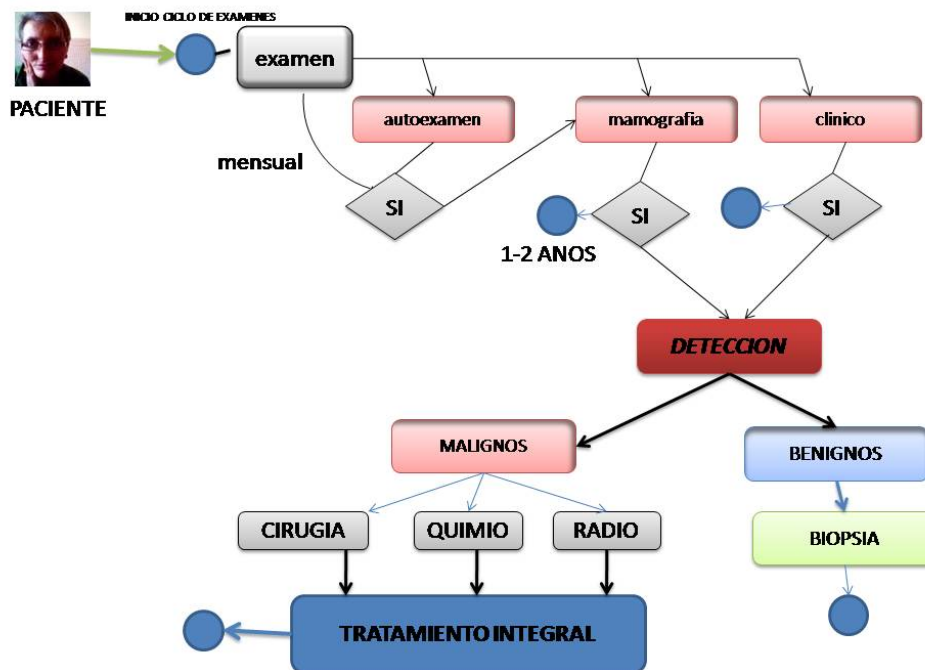 INICIO CICLO DE EXAMENES
PACIENTE
examen
autoexamen
mamografia
clinico
mensual
SI
SI
SI
1-2 ANOS
DETECCION
MALIGNOS
BENIGNOS
CIRUGIA
QUIMIO
RADIO
BIOPSIA
TRATAMIENTO INTEGRAL